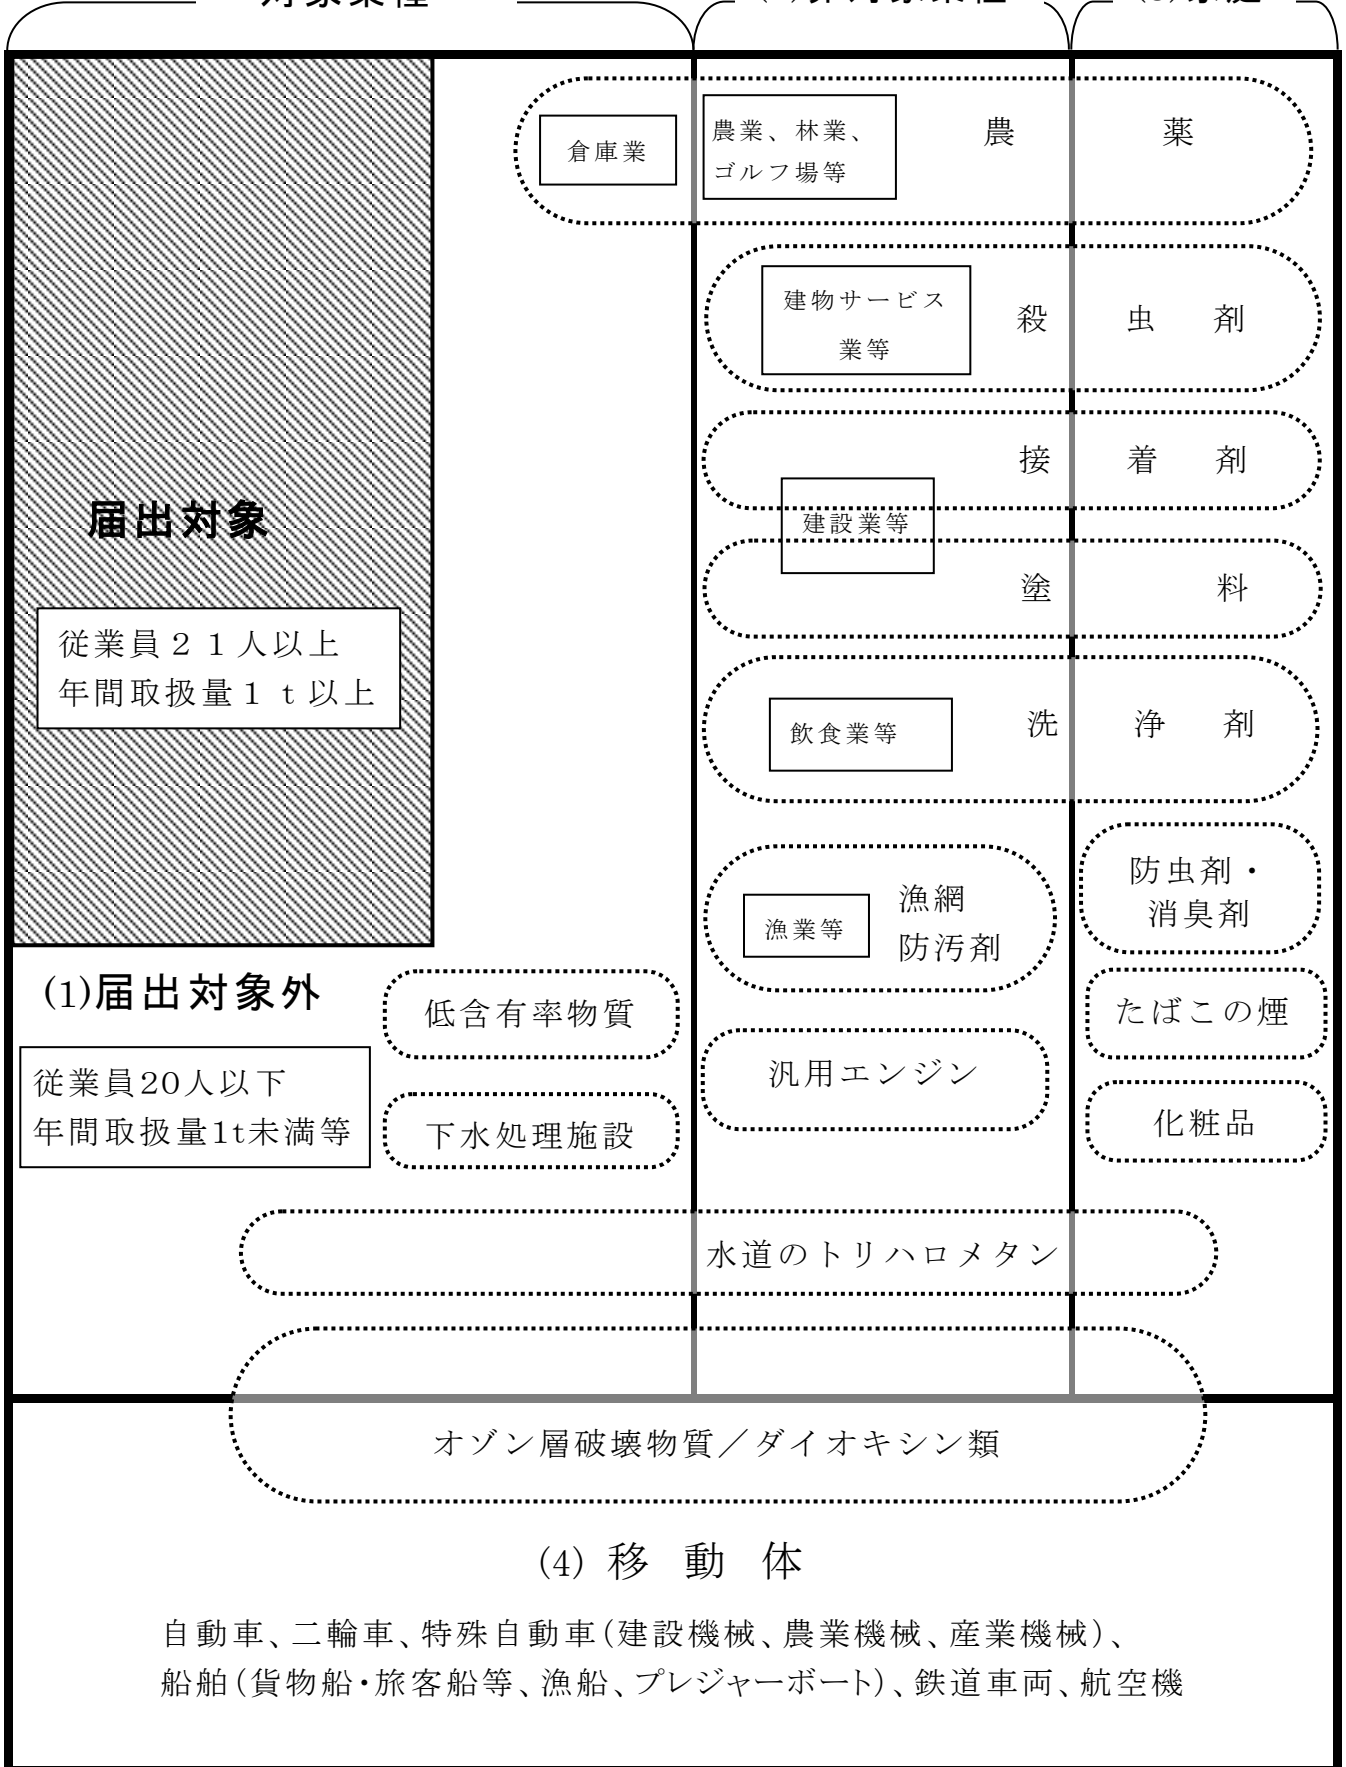 対象業種
倉庫業
農業、林業、
ゴルフ場等
農薬
建物サービス
業等
殺虫剤
接着剤
建設業等
塗料
届出対象
従業員２１人以上
年間取扱量１ｔ以上
飲食業等
洗浄剤
漁業等
漁網
防汚剤
防虫剤・
消臭剤
(1)届出対象外
低含有率物質
たばこの煙
従業員20人以下
年間取扱量1t未満等
汎用エンジン
下水処理施設
化粧品
水道のトリハロメタン
オゾン層破壊物質／ダイオキシン類
(4) 移動体
自動車、二輪車、特殊自動車(建設機械、農業機械、産業機械)、
船舶(貨物船・旅客船等、漁船、プレジャーボート)、鉄道車両、航空機